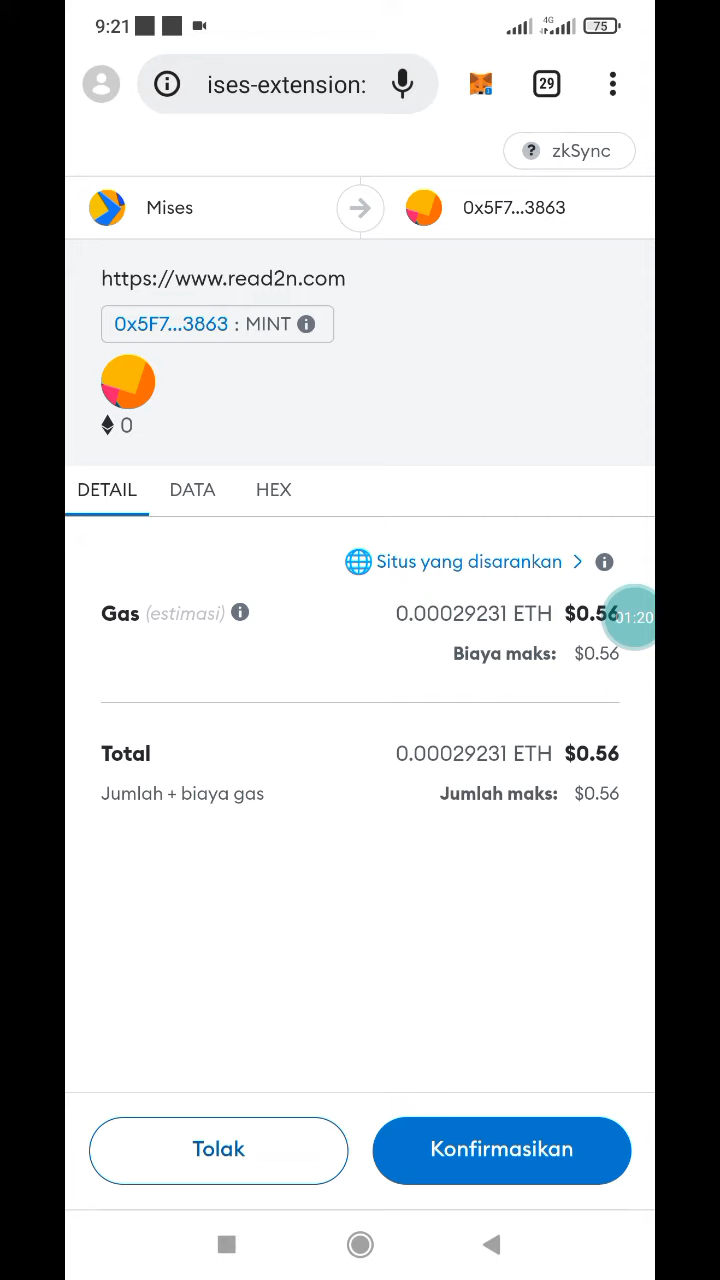 9:21 4G 75
ises-extension: 29
? zkSync
Mises 0x5F7...3863
https://www.read2n.com
0x5F7...3863 : MINT
0
DETAIL DATA HEX
Situs yang disarankan >
Gas (estimasi) 0.00029231 ETH $0.56
01:20
Biaya maks: $0.56
Total 0.00029231 ETH $0.56
Jumlah + biaya gas Jumlah maks: $0.56
Tolak Konfirmasikan